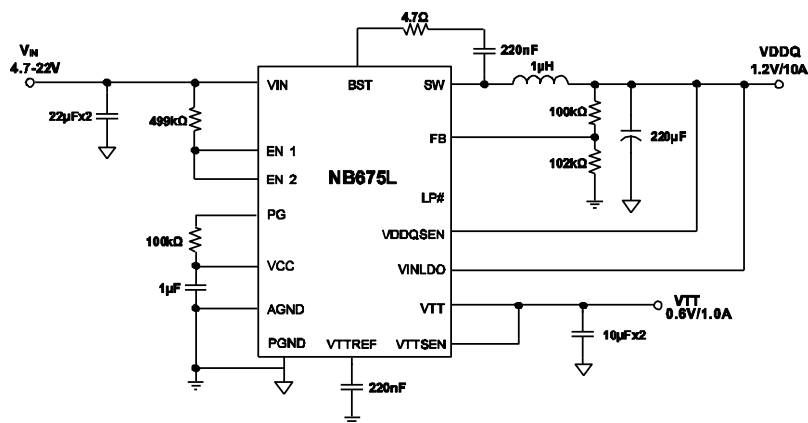 4.7Ω
220nF
V_IN
4.7-22V
22µFx2
499kΩ
VIN
BST
SW
1µH
VDDQ
1.2V/10A
100kΩ
220µF
102kΩ
EN 1
EN 2
FB
NB675L
LP#
PG
100kΩ
VDDQSEN
VCC
VINLDO
1µF
AGND
VTT
VTT
0.6V/1.0A
PGND
VTTREF
VTTSEN
10µFx2
220nF